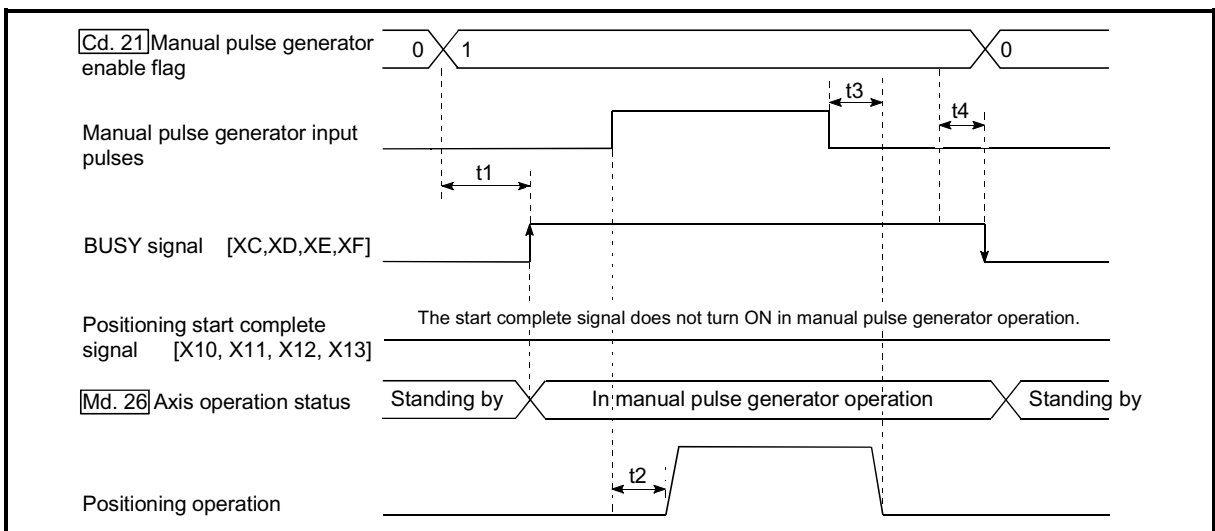 Cd. 21 Manual pulse generator
enable flag
0 1 0
t3
t4
Manual pulse generator input
pulses
t1
BUSY signal [XC,XD,XE,XF]
Positioning start complete
signal [X10, X11, X12, X13]
The start complete signal does not turn ON in manual pulse generator operation.
Md. 26 Axis operation status
Standing by
In manual pulse generator operation
Standing by
t2
Positioning operation